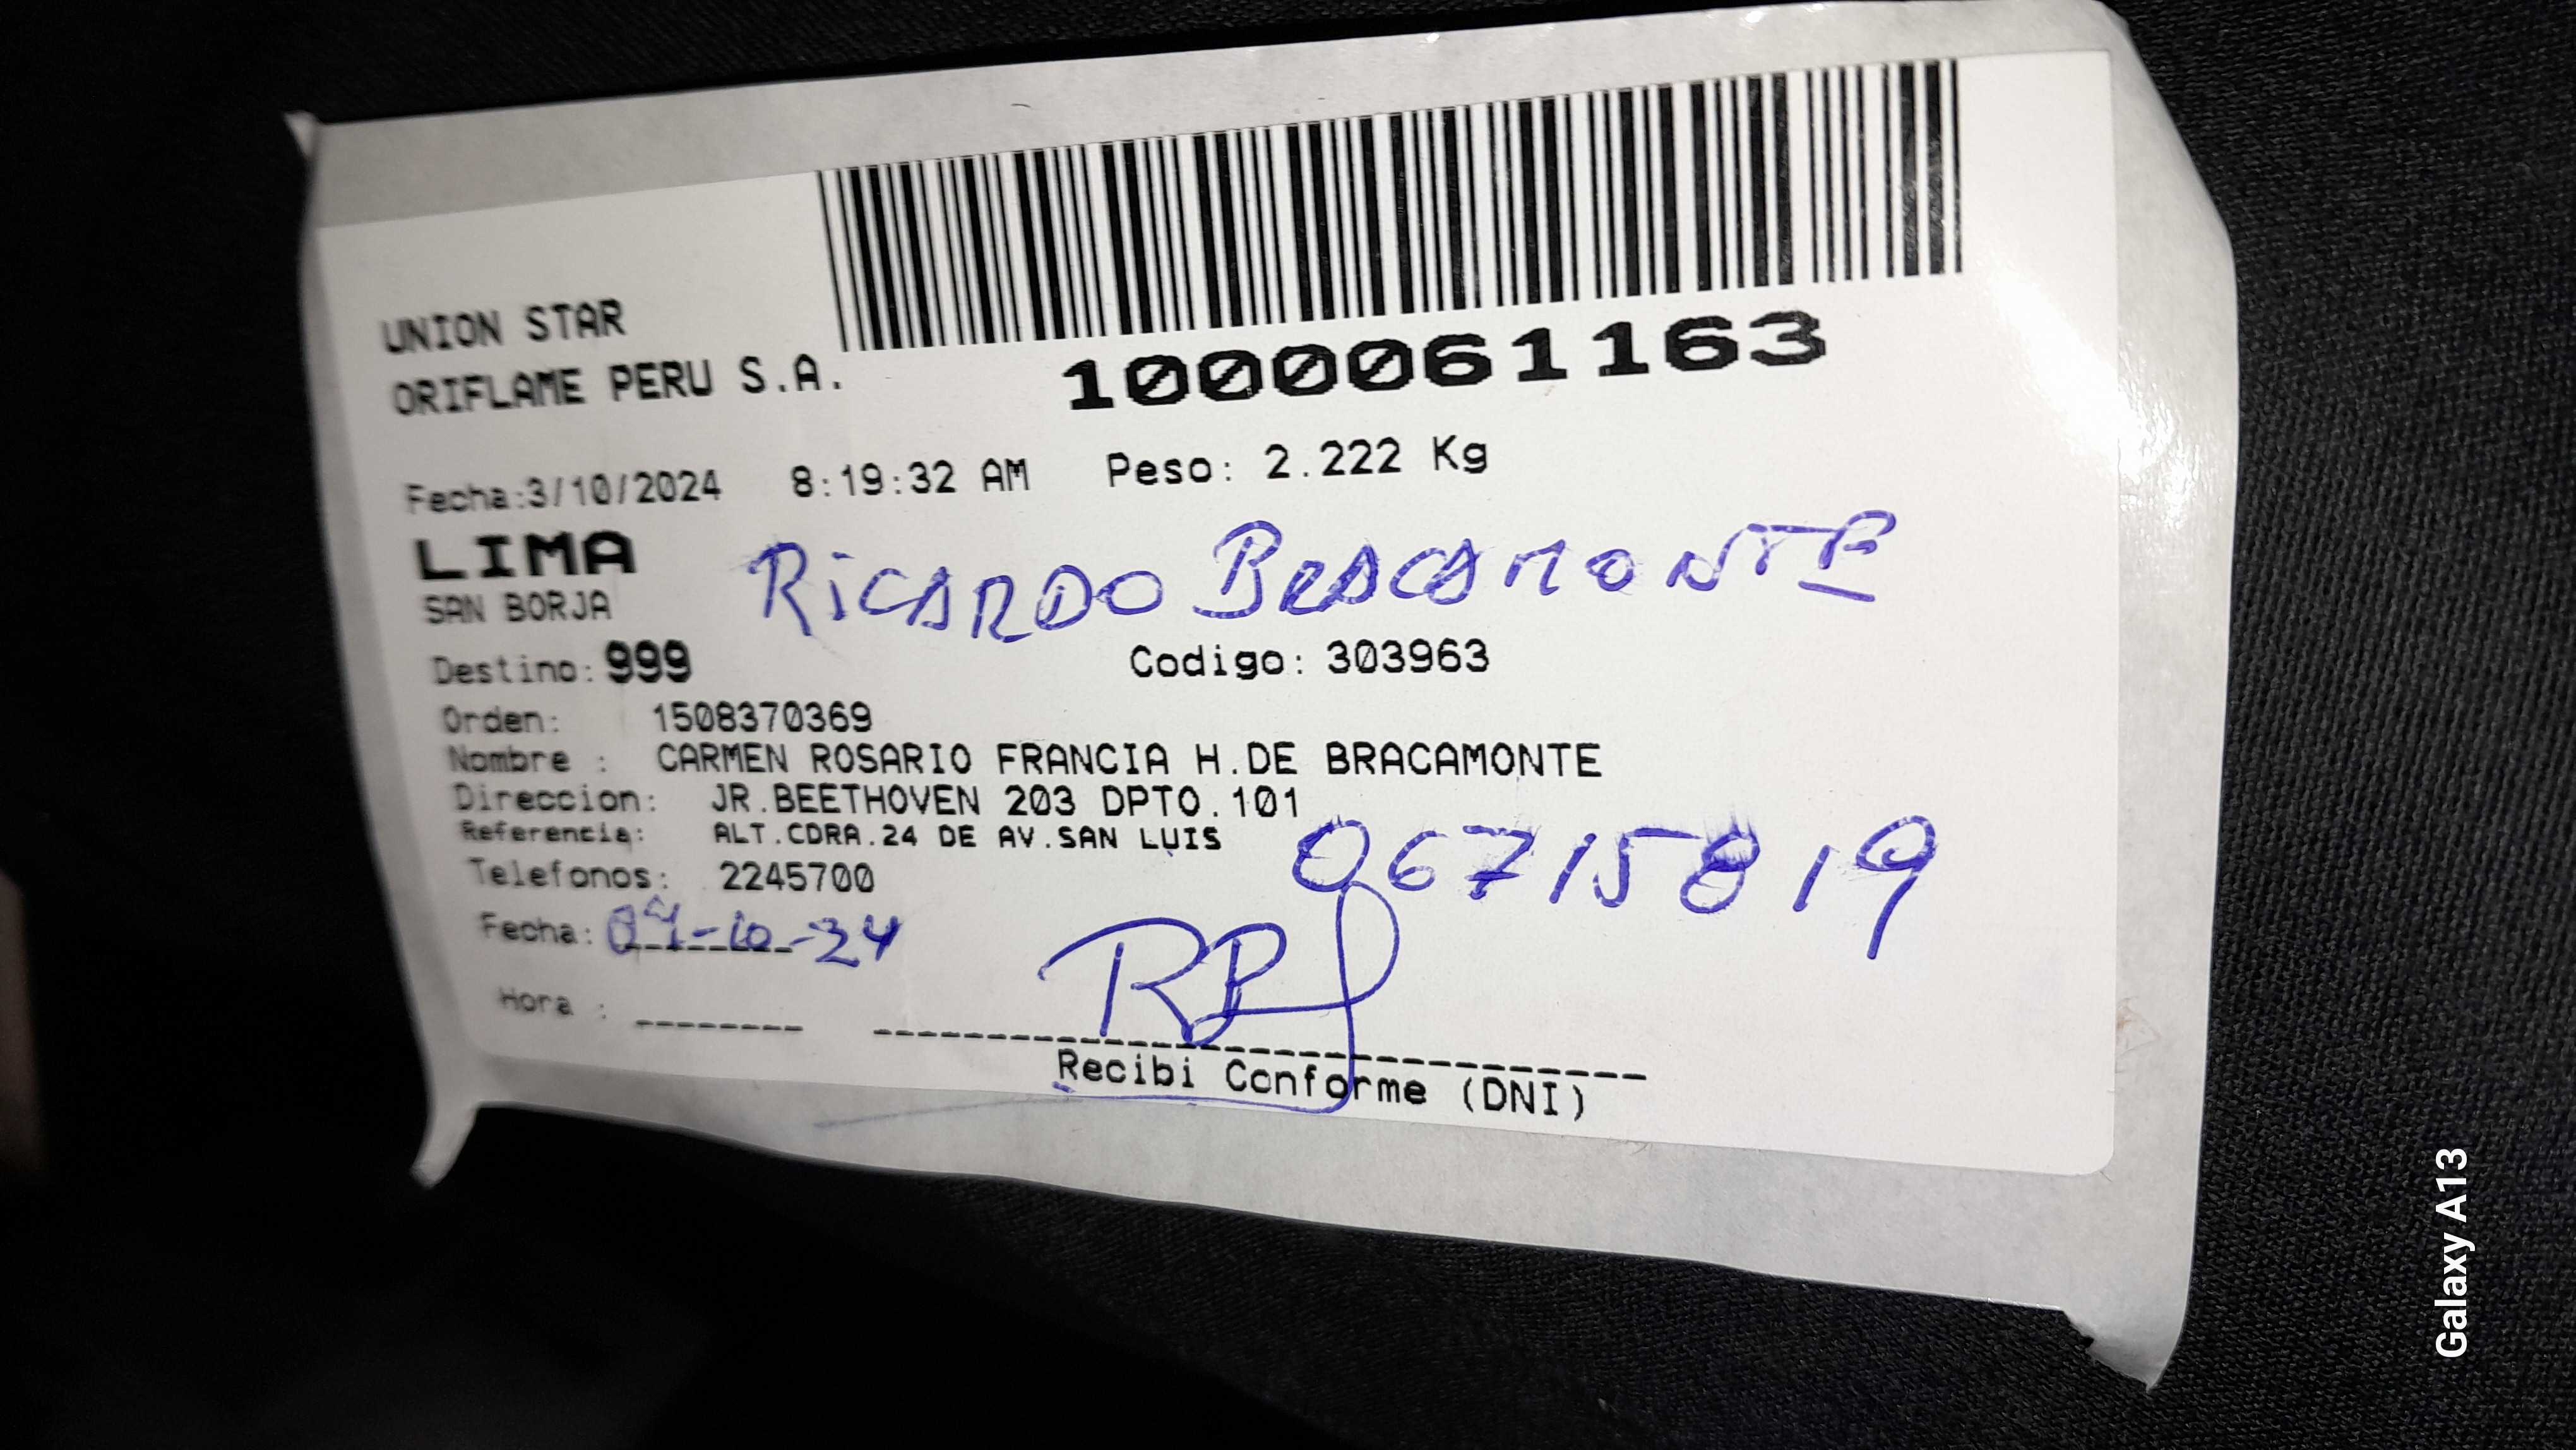 UNION STAR
ORIFLAME PERU S.A.
1000061163
Fecha:3/10/2024 8:19:32 AM Peso: 2.222 Kg
LIMA
RiCARDO BRACAMONTE
SAN BORJA
Destino: 999 Codigo: 303963
Orden: 1508370369
Nombre : CARMEN ROSARIO FRANCIA H.DE BRACAMONTE
Direccion: JR.BEETHOVEN 203 DPTO.101
Referencia: ALT.CDRA.24 DE AV.SAN LUIS
06715819
Telefonos: 2245700
Fecha: 04-10-24
RB
Hora :
Recibi Conforme (DNI)
Galaxy A13